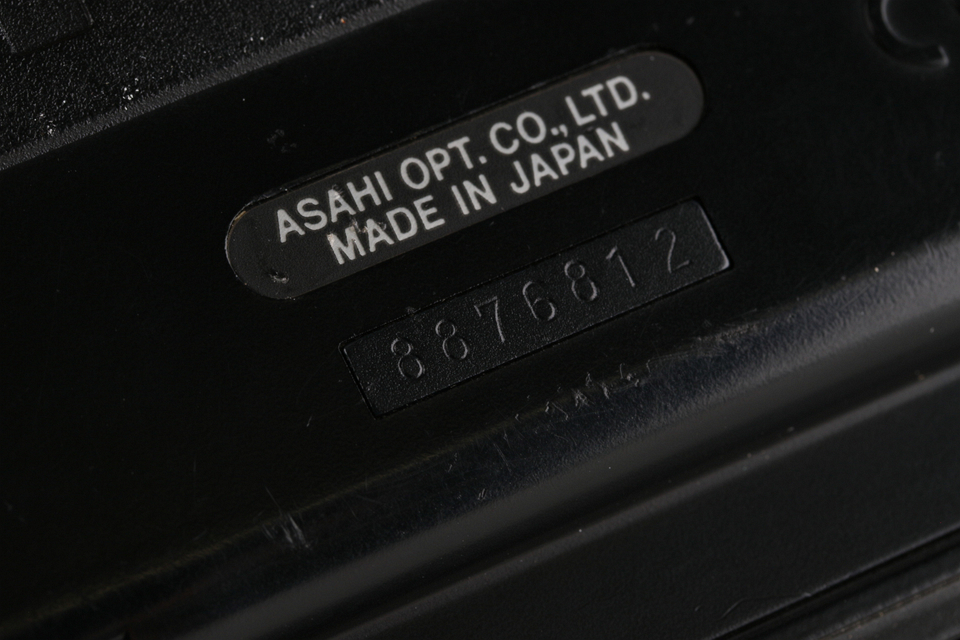 ASAHI OPT. CO., LTD.
MADE IN JAPAN
8876812